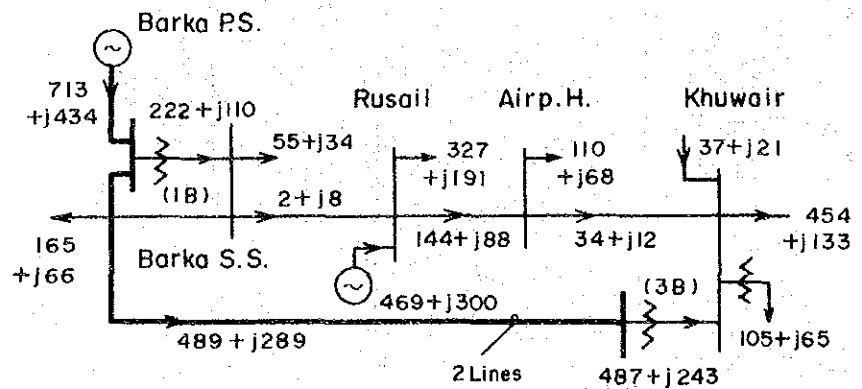 Barka P.S.
713
+j434
222+j110
Rusail
Airp. H.
Khuwair
55+j34
327
+j191
110
+j68
37+j21
(1B)
2+j8
165
+j66
Barka S.S.
144+j88
34+j12
454
+j133
469+j300
(3B)
105+j65
489+j289
2 Lines
487+j243